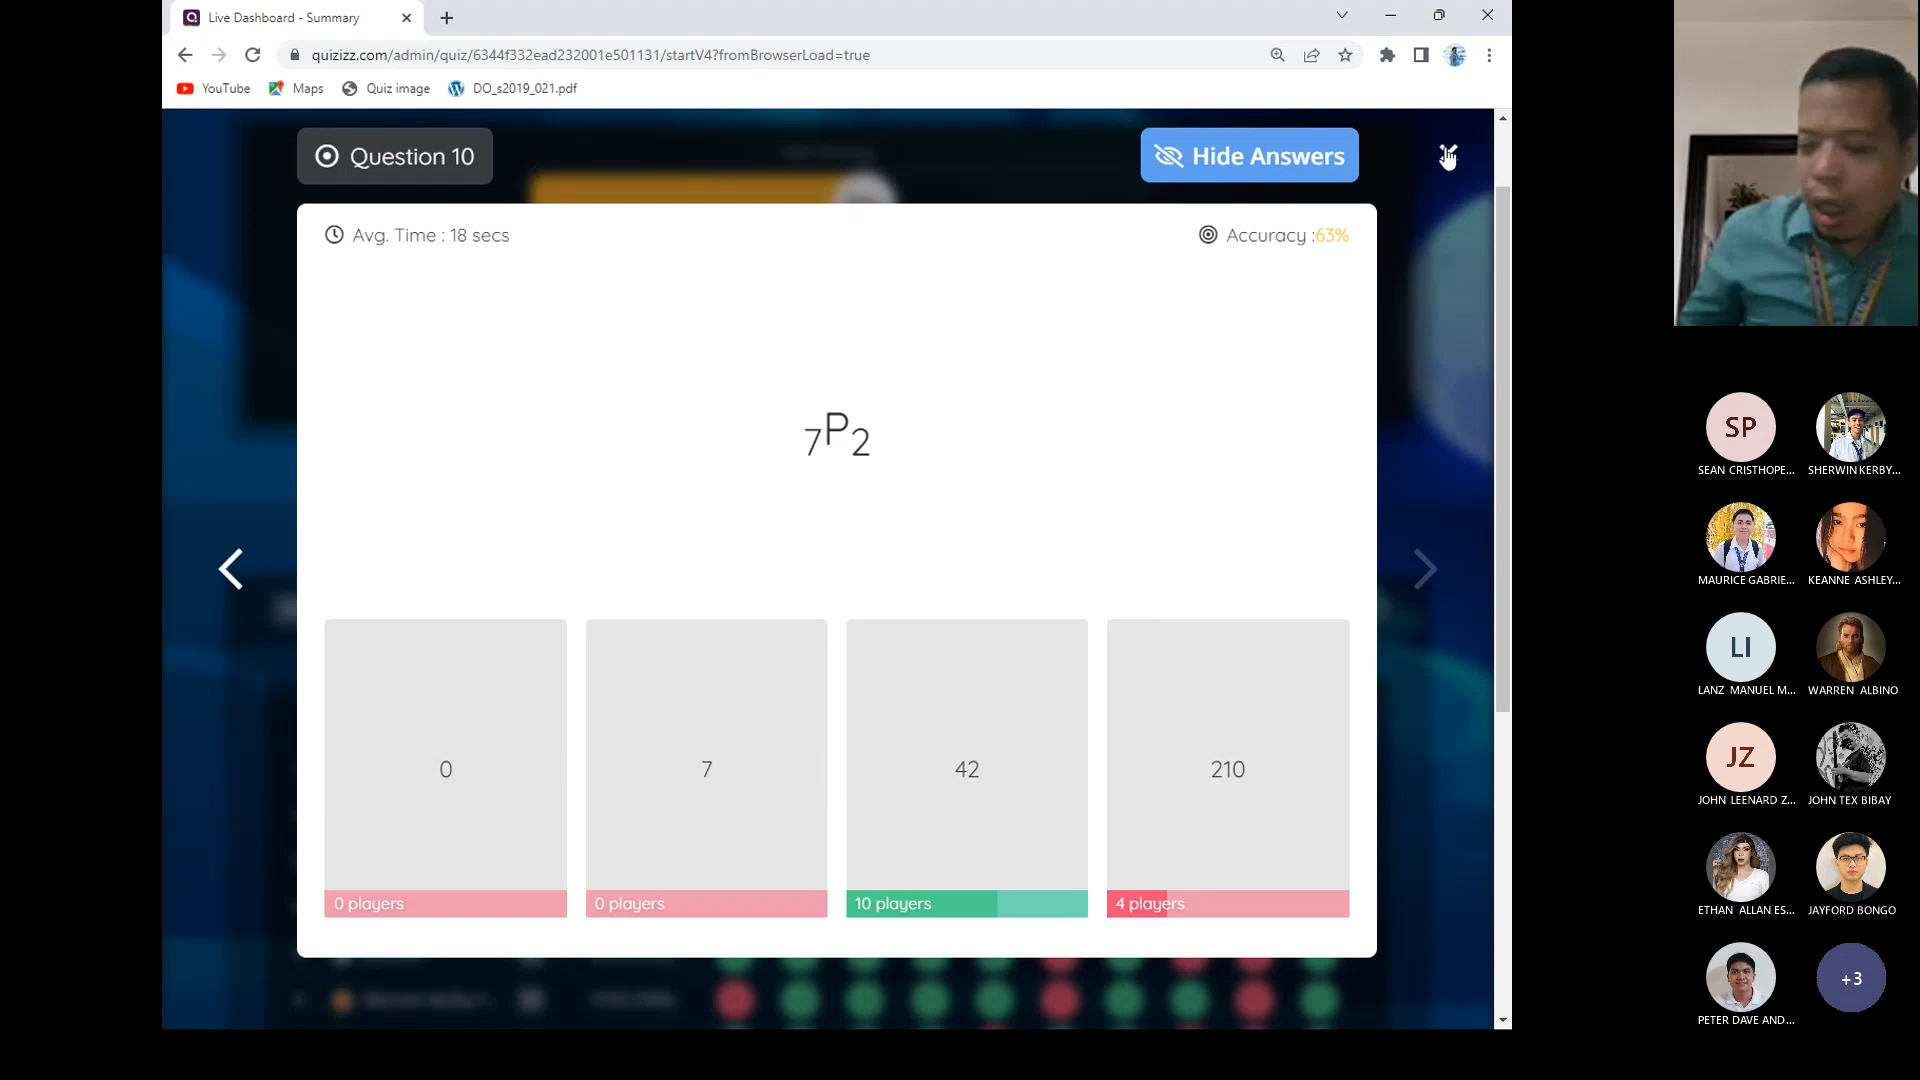 Live Dashboard - Summary
quizizz.com/admin/quiz/6344f332ead232001e501131/startV4?fromBrowserLoad=true
YouTube Maps Quiz image DO_s2019_021.pdf
Question 10 Hide Answers
Avg. Time : 18 secs Accuracy :63%
7P2
0 7 42 210
0 players 0 players 10 players 4 players
SP
SEAN CRISTHOPE... SHERWIN KERBY...
MAURICE GABRIE... KEANNE ASHLEY...
LI
LANZ MANUEL M... WARREN ALBINO
JZ
JOHN LEENARD Z... JOHN TEX BIBAY
ETHAN ALLAN ES... JAYFORD BONGO
+3
PETER DAVE AND...